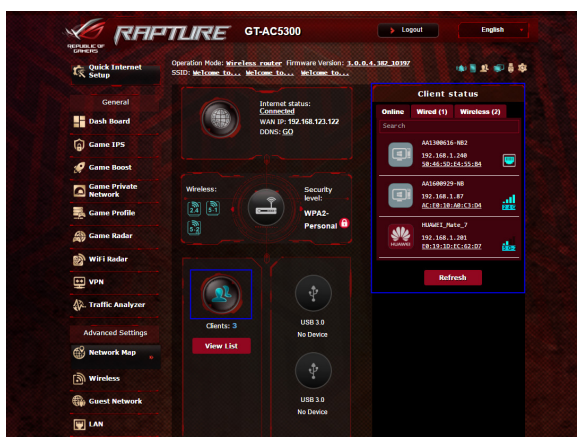 REPUBLIC OF
GAMERS
RAPTURE GT-AC5300
Logout
English
Quick Internet
Setup
Operation Mode: Wireless router Firmware Version: 3.0.0.4.382_10397
SSID: Welcome to... Welcome to... Welcome to...
General
Dash Board
Game IPS
Game Boost
Game Private
Network
Game Profile
Game Radar
WiFi Radar
VPN
Traffic Analyzer
Advanced Settings
Network Map
Wireless
Guest Network
LAN
Internet status:
Connected
WAN IP: 192.168.123.122
DDNS: GO
Wireless:
2.4 5-1
5-2
Security
level:
WPA2-
Personal
Clients: 3
View List
USB 3.0
No Device
USB 3.0
No Device
Client status
Online Wired (1) Wireless (2)
Search
AA1300616-NB2
192.168.1.240
50:46:5D:E4:55:84
AA1600929-NB
192.168.1.87
AC:E0:10:A0:C3:D4
HUAWEI
HUAWEI_Mate_7
192.168.1.201
E0:19:1D:EC:62:D7
Refresh